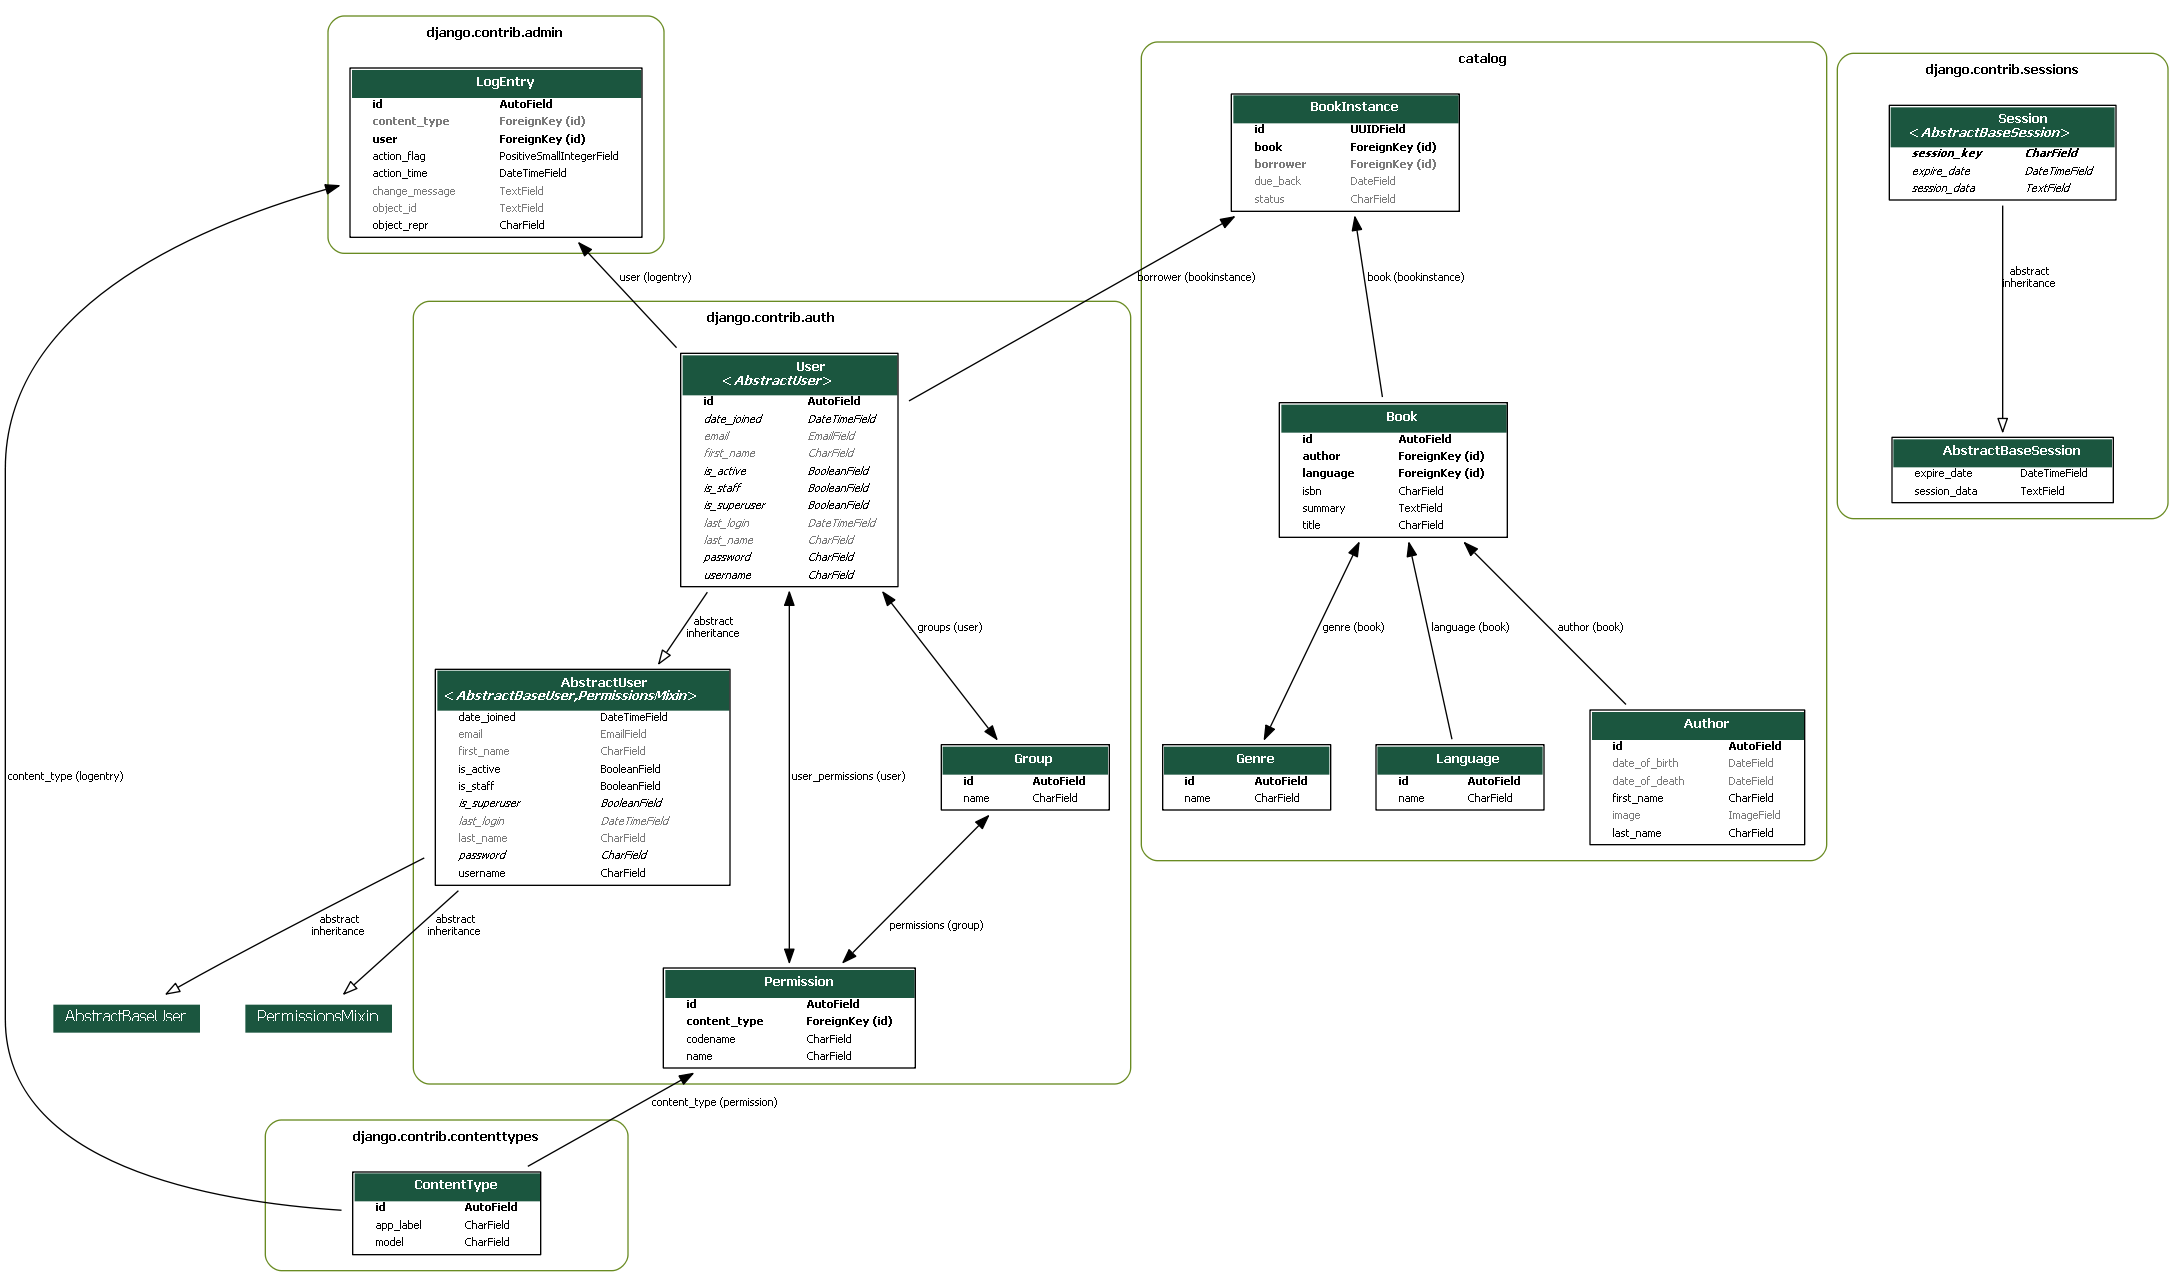 django.contrib.admin
LogEntry
id AutoField
content_type ForeignKey (id)
user ForeignKey (id)
action_flag PositiveSmallIntegerField
action_time DateTimeField
change_message TextField
object_id TextField
object_repr CharField
catalog
BookInstance
id UUIDField
book ForeignKey (id)
borrower ForeignKey (id)
due_back DateField
status CharField
django.contrib.sessions
Session
<AbstractBaseSession>
session_key CharField
expire_date DateTimeField
session_data TextField
user (logentry)
borrower (bookinstance)
book (bookinstance)
abstract
inheritance
django.contrib.auth
User
<AbstractUser>
id AutoField
date_joined DateTimeField
email EmailField
first_name CharField
is_active BooleanField
is_staff BooleanField
is_superuser BooleanField
last_login DateTimeField
last_name CharField
password CharField
username CharField
Book
id AutoField
author ForeignKey (id)
language ForeignKey (id)
isbn CharField
summary TextField
title CharField
AbstractBaseSession
expire_date DateTimeField
session_data TextField
abstract
inheritance
groups (user)
genre (book)
language (book)
author (book)
AbstractUser
<AbstractBaseUser,PermissionsMixin>
date_joined DateTimeField
email EmailField
first_name CharField
is_active BooleanField
is_staff BooleanField
is_superuser BooleanField
last_login DateTimeField
last_name CharField
password CharField
username CharField
content_type (logentry)
user_permissions (user)
Group
id AutoField
name CharField
Genre
id AutoField
name CharField
Language
id AutoField
name CharField
Author
id AutoField
date_of_birth DateField
date_of_death DateField
first_name CharField
image ImageField
last_name CharField
abstract
inheritance
abstract
inheritance
permissions (group)
AbstractBaseUser
PermissionsMixin
Permission
id AutoField
content_type ForeignKey (id)
codename CharField
name CharField
content_type (permission)
django.contrib.contenttypes
ContentType
id AutoField
app_label CharField
model CharField